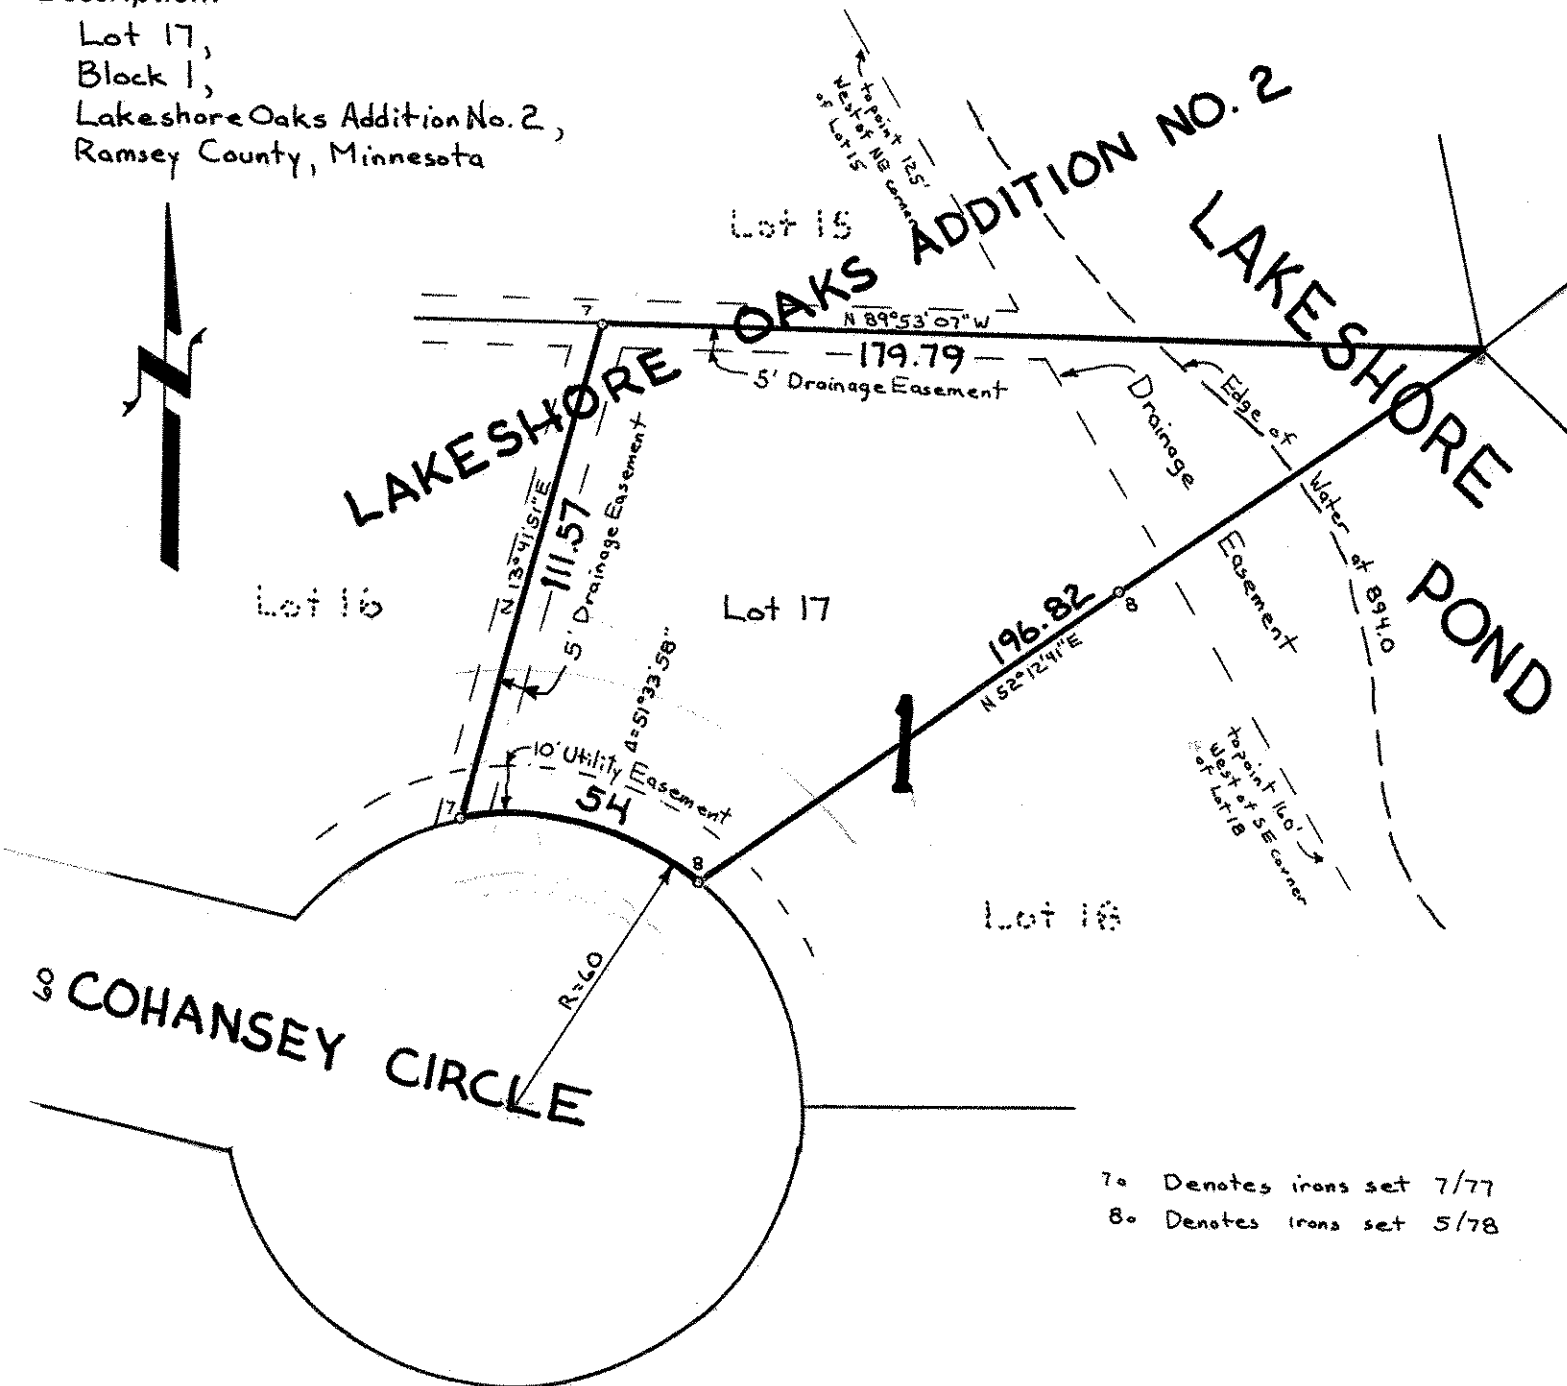 Lot 17,
Block 1,
Lakeshore Oaks Addition No. 2,
Ramsey County, Minnesota
to point 125'
West of NE corner
of Lot 15
LAKESHORE OAKS ADDITION NO. 2
Lot 15
LAKESHORE
POND
7
N 89°53'07" W
179.79
5' Drainage Easement
Drainage
Easement
Edge of
Water at 894.0
N 13°41'51" E
111.57
5' Drainage Easement
Lot 16
Lot 17
196.82
N 52°12'41" E
8
1
Δ=51°33'58"
10' Utility Easement
54
7
8
to point 160'
West of SE corner
of Lot 18
Lot 18
R=60
60
COHANSEY CIRCLE
7 Denotes irons set 7/77
8 Denotes irons set 5/78